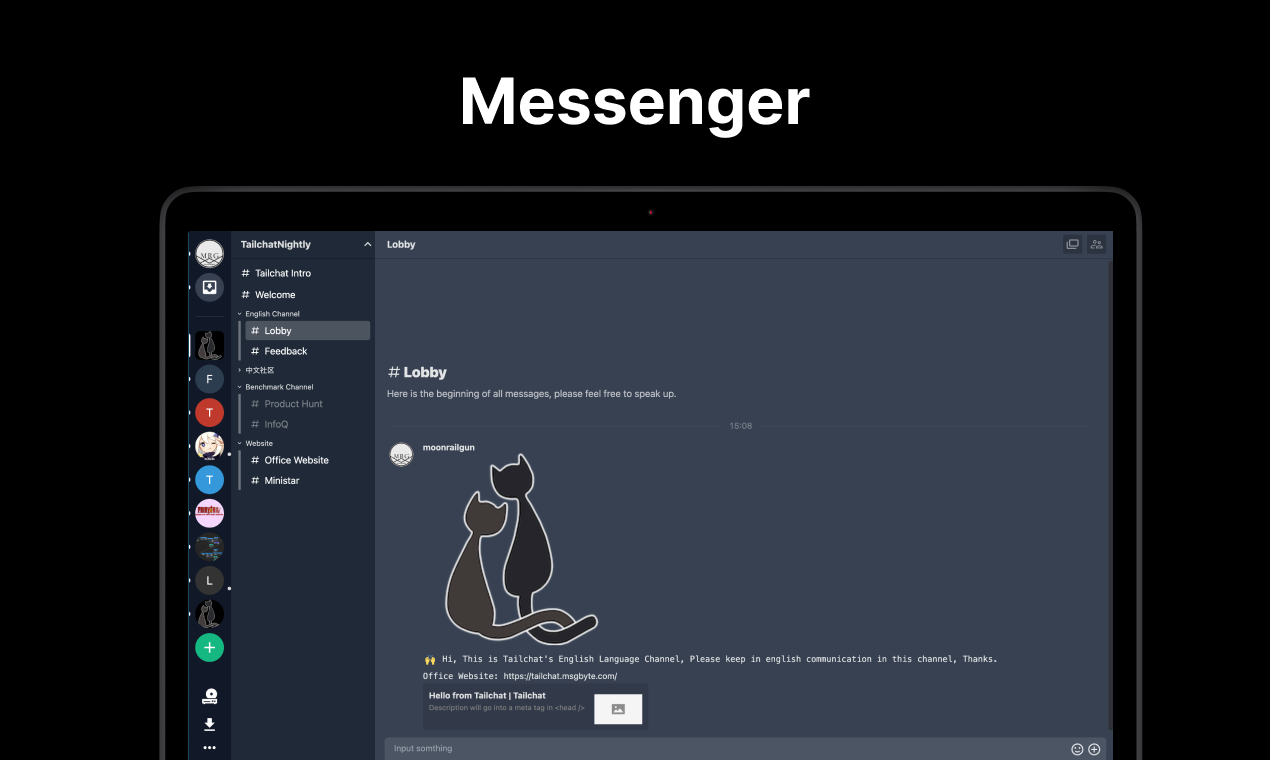 Messenger
MRG
TailchatNightly
Lobby
# Tailchat Intro
# Welcome
English Channel
# Lobby
# Feedback
中文社区
Benchmark Channel
# Product Hunt
# InfoQ
Website
# Office Website
# Ministar
F
T
T
L
# Lobby
Here is the beginning of all messages, please feel free to speak up.
15:08
MRG
moonrailgun
🙌 Hi, This is Tailchat's English Language Channel, Please keep in english communication in this channel, Thanks.
Office Website: https://tailchat.msgbyte.com/
Hello from Tailchat | Tailchat
Description will go into a meta tag in <head />
Input somthing